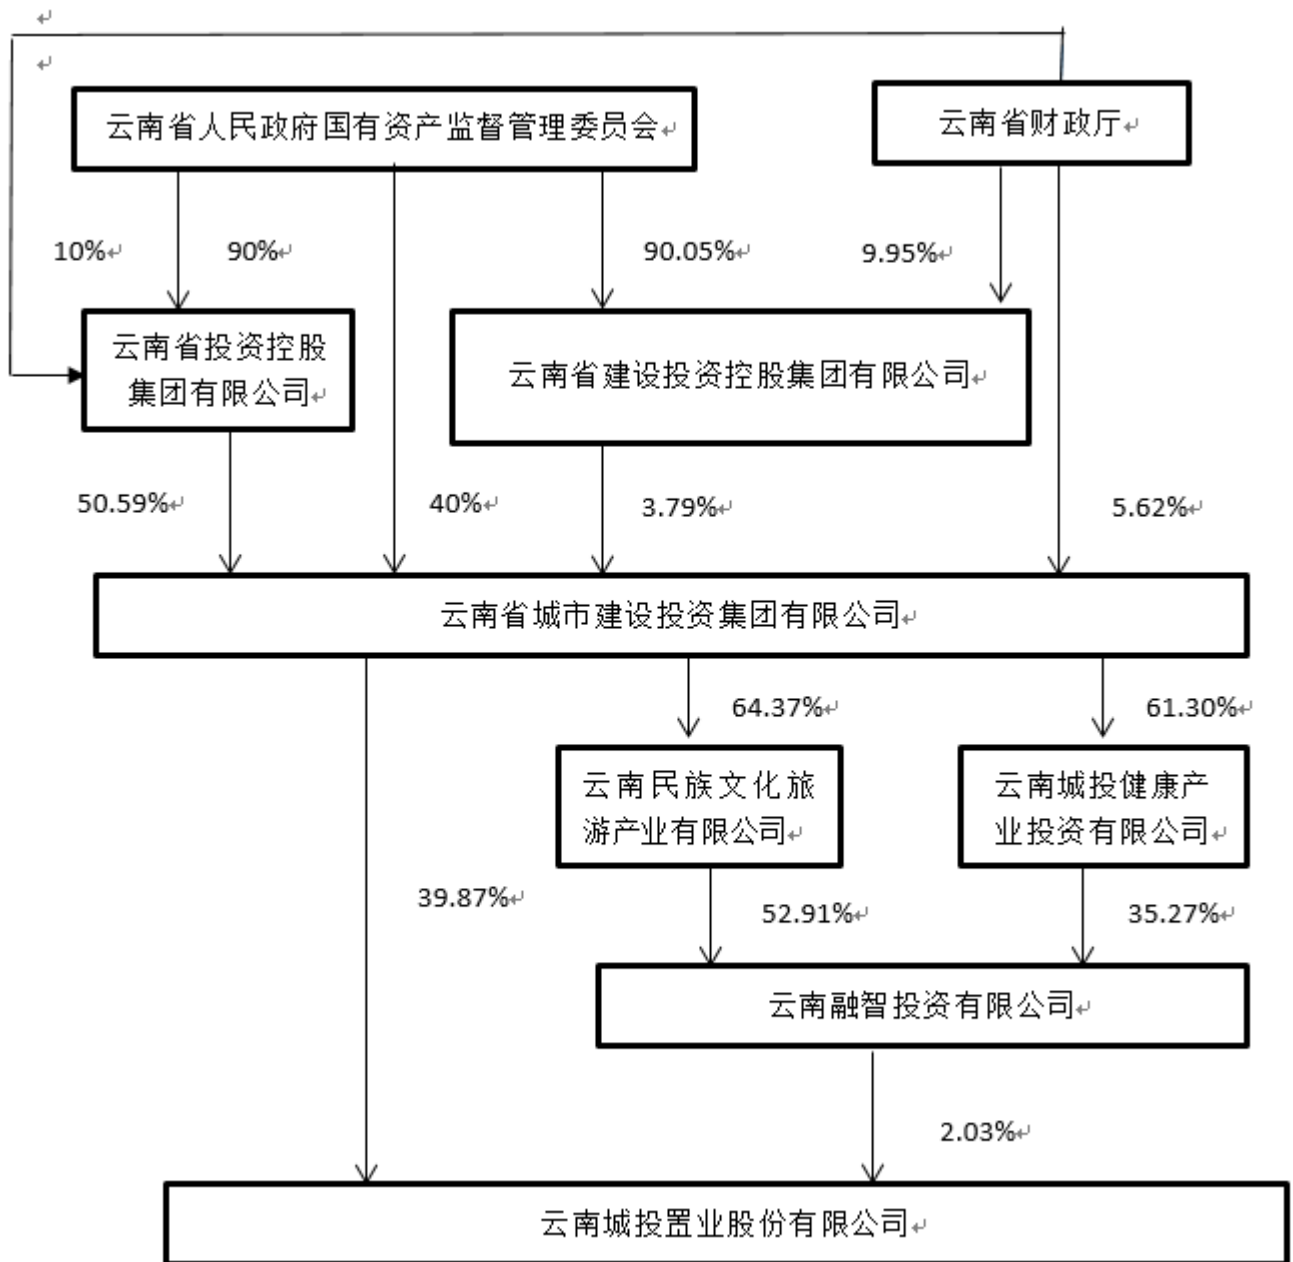 云南省人民政府国有资产监督管理委员会
云南省财政厅
10%
90%
90.05%
9.95%
云南省投资控股
集团有限公司
云南省建设投资控股集团有限公司
50.59%
40%
3.79%
5.62%
云南省城市建设投资集团有限公司
64.37%
61.30%
云南民族文化旅
游产业有限公司
云南城投健康产
业投资有限公司
39.87%
52.91%
35.27%
云南融智投资有限公司
2.03%
云南城投置业股份有限公司